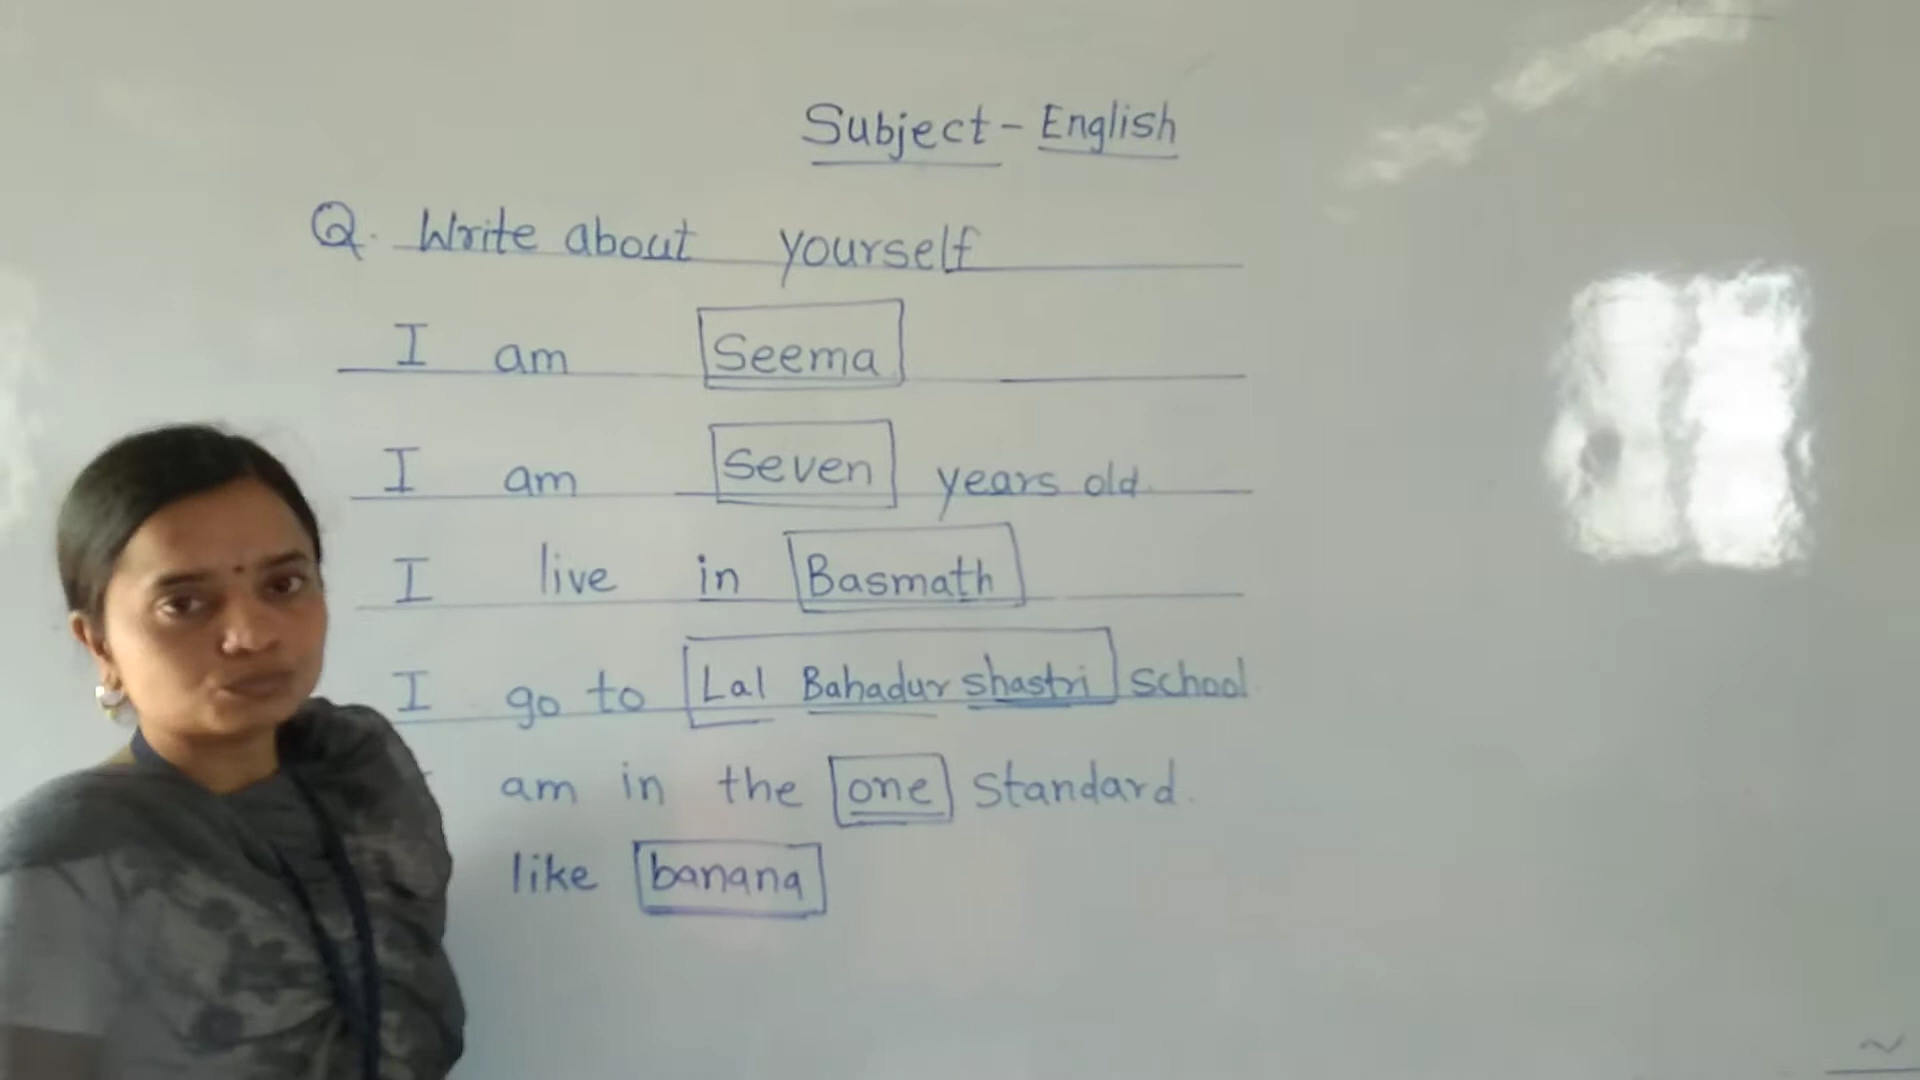 Subject - English
Q. Write about yourself
I am Seema
I am seven years old.
I live in Basmath
I go to Lal Bahadur shastri School.
am in the one Standard.
like banana